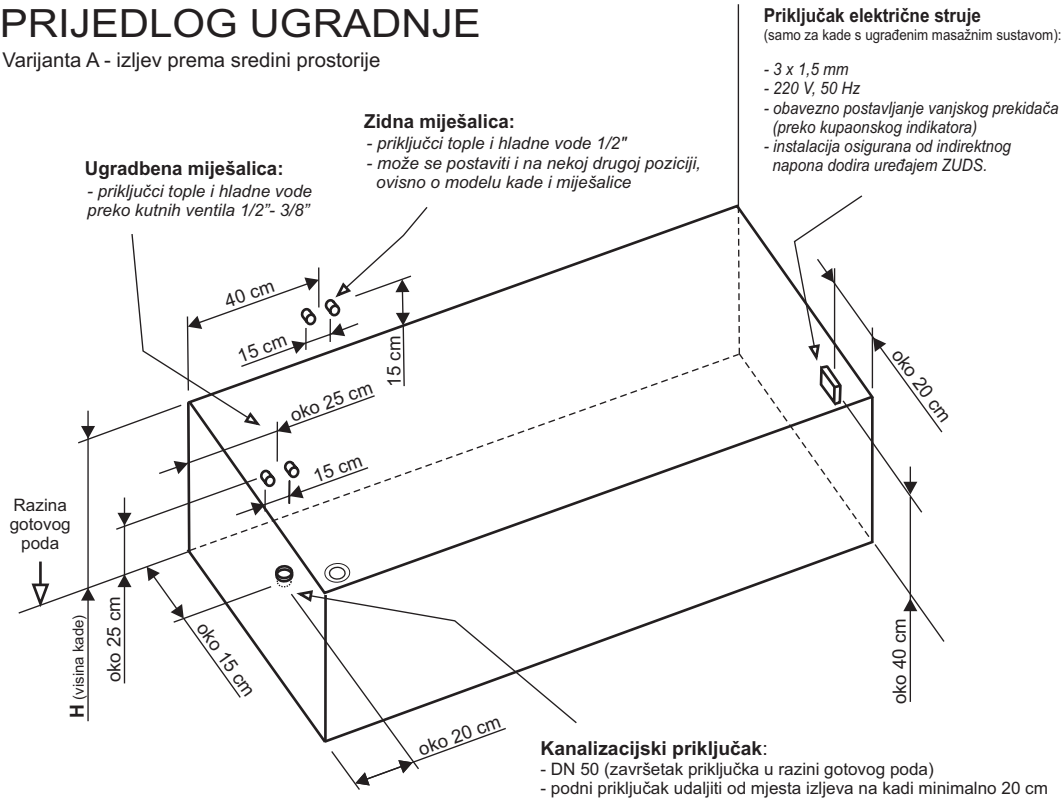 PRIJEDLOG UGRADNJE
Varijanta A - izljev prema sredini prostorije
Priključak električne struje
(samo za kade s ugrađenim masažnim sustavom):
- 3 x 1,5 mm
- 220 V, 50 Hz
- obavezno postavljanje vanjskog prekidača
(preko kupaonskog indikatora)
- instalacija osigurana od indirektnog
napona dodira uređajem ZUDS.
Zidna miješalica:
- priključci tople i hladne vode 1/2"
- može se postaviti i na nekoj drugoj poziciji,
ovisno o modelu kade i miješalice
Ugradbena miješalica:
- priključci tople i hladne vode
preko kutnih ventila 1/2”- 3/8”
40 cm
15 cm
15 cm
oko 25 cm
15 cm
oko 20 cm
Razina
gotovog
poda
H (visina kade)
oko 25 cm
oko 15 cm
oko 40 cm
oko 20 cm
Kanalizacijski priključak:
- DN 50 (završetak priključka u razini gotovog poda)
- podni priključak udaljiti od mjesta izljeva na kadi minimalno 20 cm